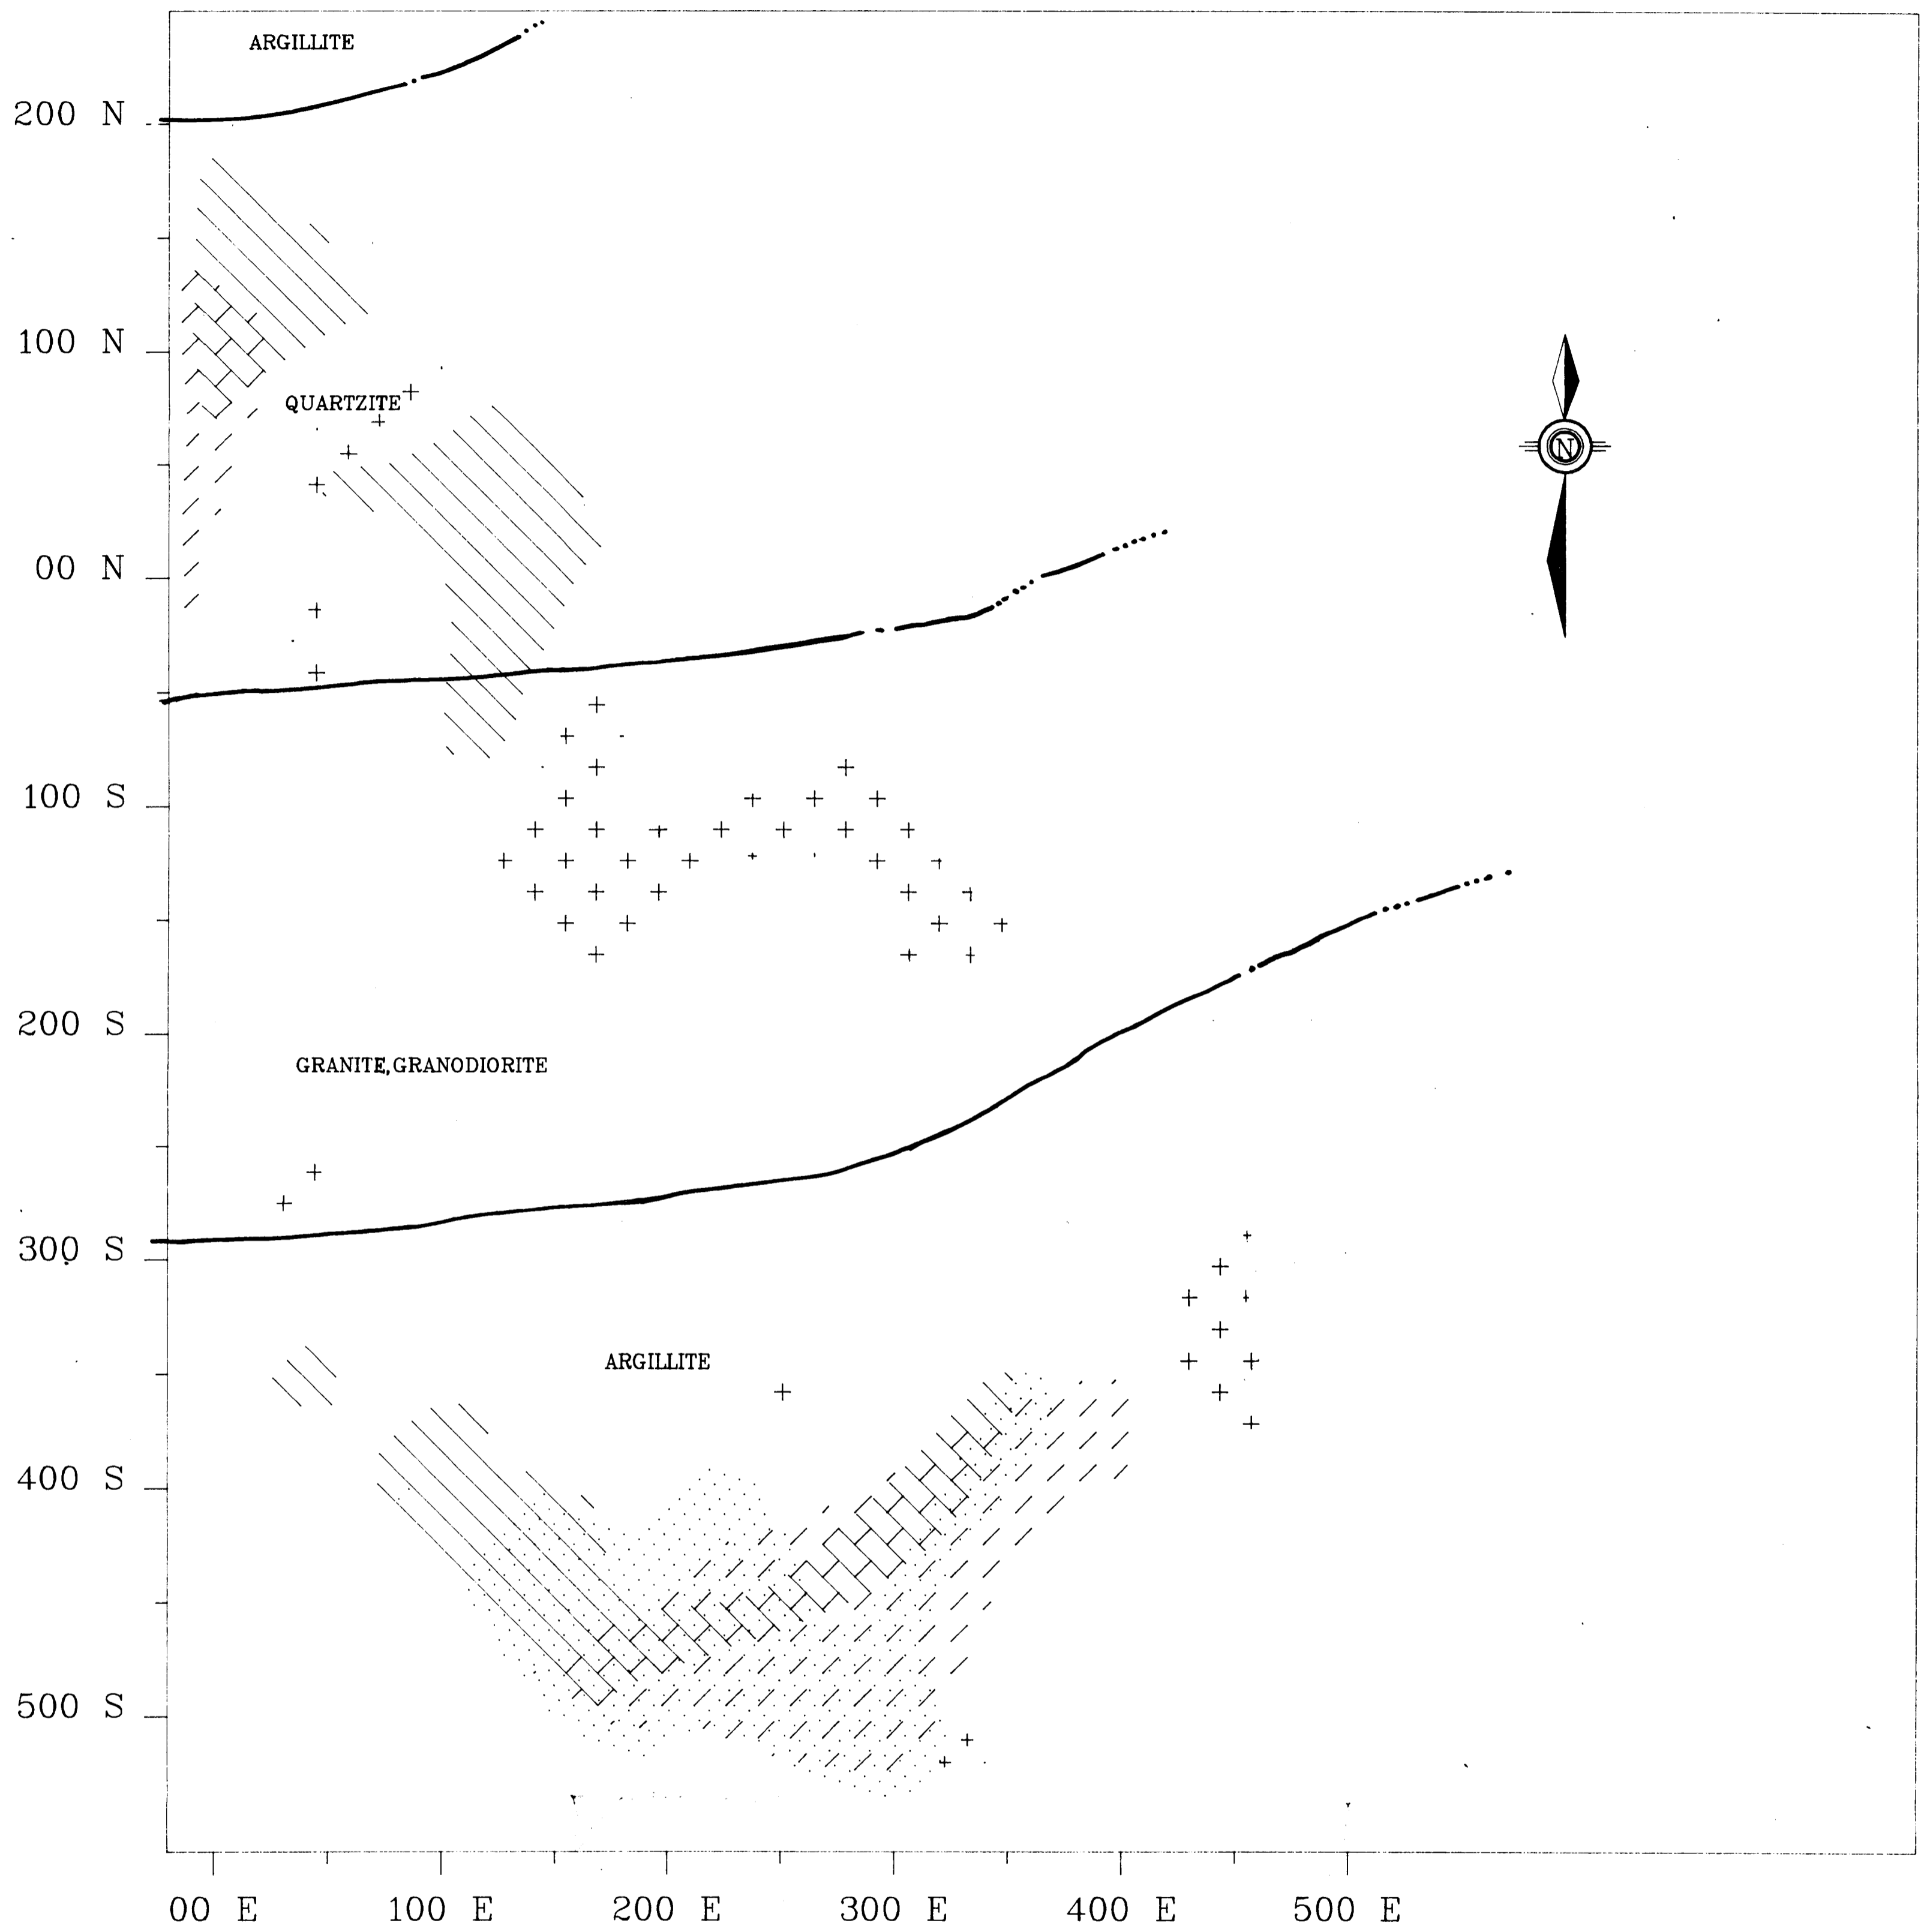 ARGILLITE
200 N
100 N
QUARTZITE
N
00 N
100 S
200 S
GRANITE,GRANODIORITE
300 S
ARGILLITE
400 S
500 S
00 E 100 E 200 E 300 E 400 E 500 E